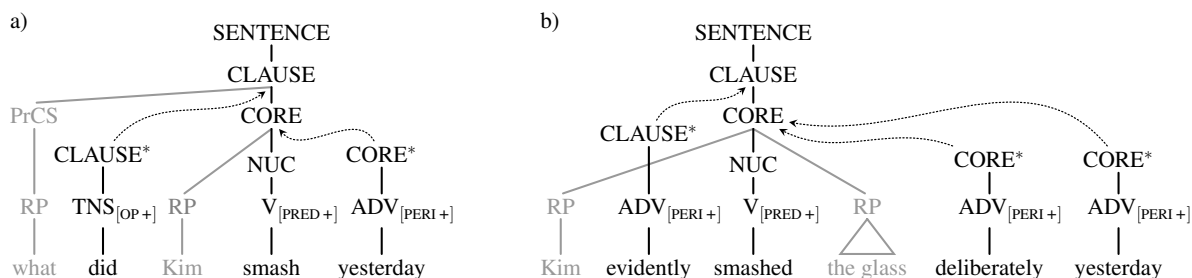 a)
SENTENCE
CLAUSE
PrCS
CORE
CLAUSE*
NUC
CORE*
RP
TNS[OP +]
RP
V[PRED +]
ADV[PERI +]
what did Kim smash yesterday
b)
SENTENCE
CLAUSE
CORE
CLAUSE*
NUC
CORE*
CORE*
RP
ADV[PERI +]
V[PRED +]
RP
ADV[PERI +]
ADV[PERI +]
Kim evidently smashed the glass deliberately yesterday